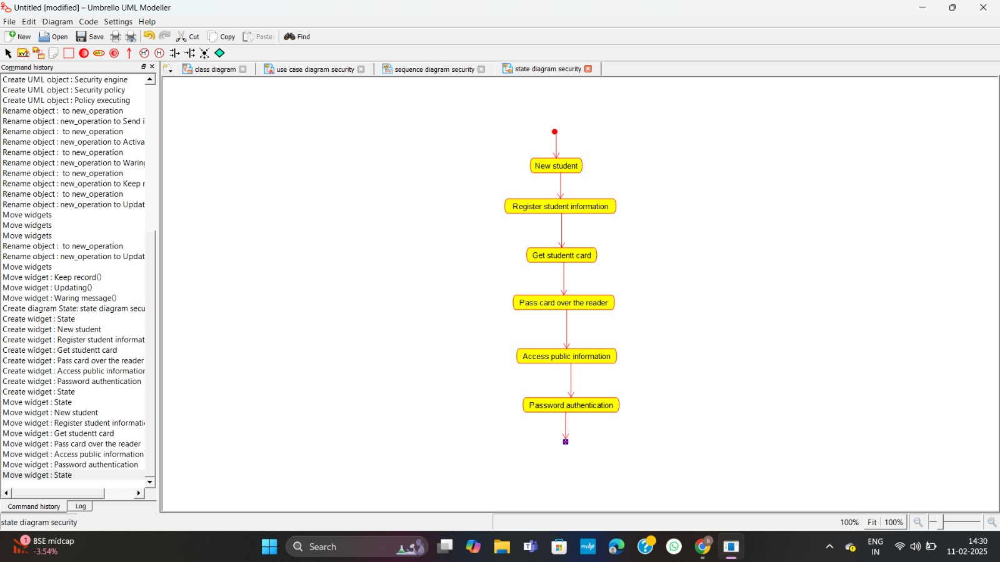 Untitled [modified] – Umbrello UML Modeller
File Edit Diagram Code Settings Help
New Open Save Cut Copy Paste Find
XYZ ABC H* H
Command history
class diagram use case diagram security sequence diagram security state diagram security
Create UML object : Security engine
Create UML object : Security policy
Create UML object : Policy executing
Rename object : to new_operation
Rename object : new_operation to Send i
Rename object : to new_operation
Rename object : new_operation to Activa
Rename object : to new_operation
Rename object : new_operation to Waring
Rename object : to new_operation
Rename object : new_operation to Keep r
Rename object : to new_operation
Rename object : new_operation to Updat
Move widgets
Move widgets
Move widgets
Rename object : to new_operation
Rename object : new_operation to Updat
Move widgets
Move widget : Keep record()
Move widget : Updating()
Move widget : Waring message()
Create diagram State: state diagram secu
Create widget : State
Create widget : New student
Create widget : Register student informat
Create widget : Get studentt card
Create widget : Pass card over the reader
Create widget : Access public information
Create widget : Password authentication
Create widget : State
Move widget : State
Move widget : New student
Move widget : Register student informati
Move widget : Get studentt card
Move widget : Pass card over the reader
Move widget : Access public information
Move widget : Password authentication
Move widget : State
Command history Log
New student
Register student information
Get studentt card
Pass card over the reader
Access public information
Password authentication
state diagram security
100% Fit 100%
1 BSE midcap
-3.54%
Search
myhp
b
ENG
IN
14:30
11-02-2025